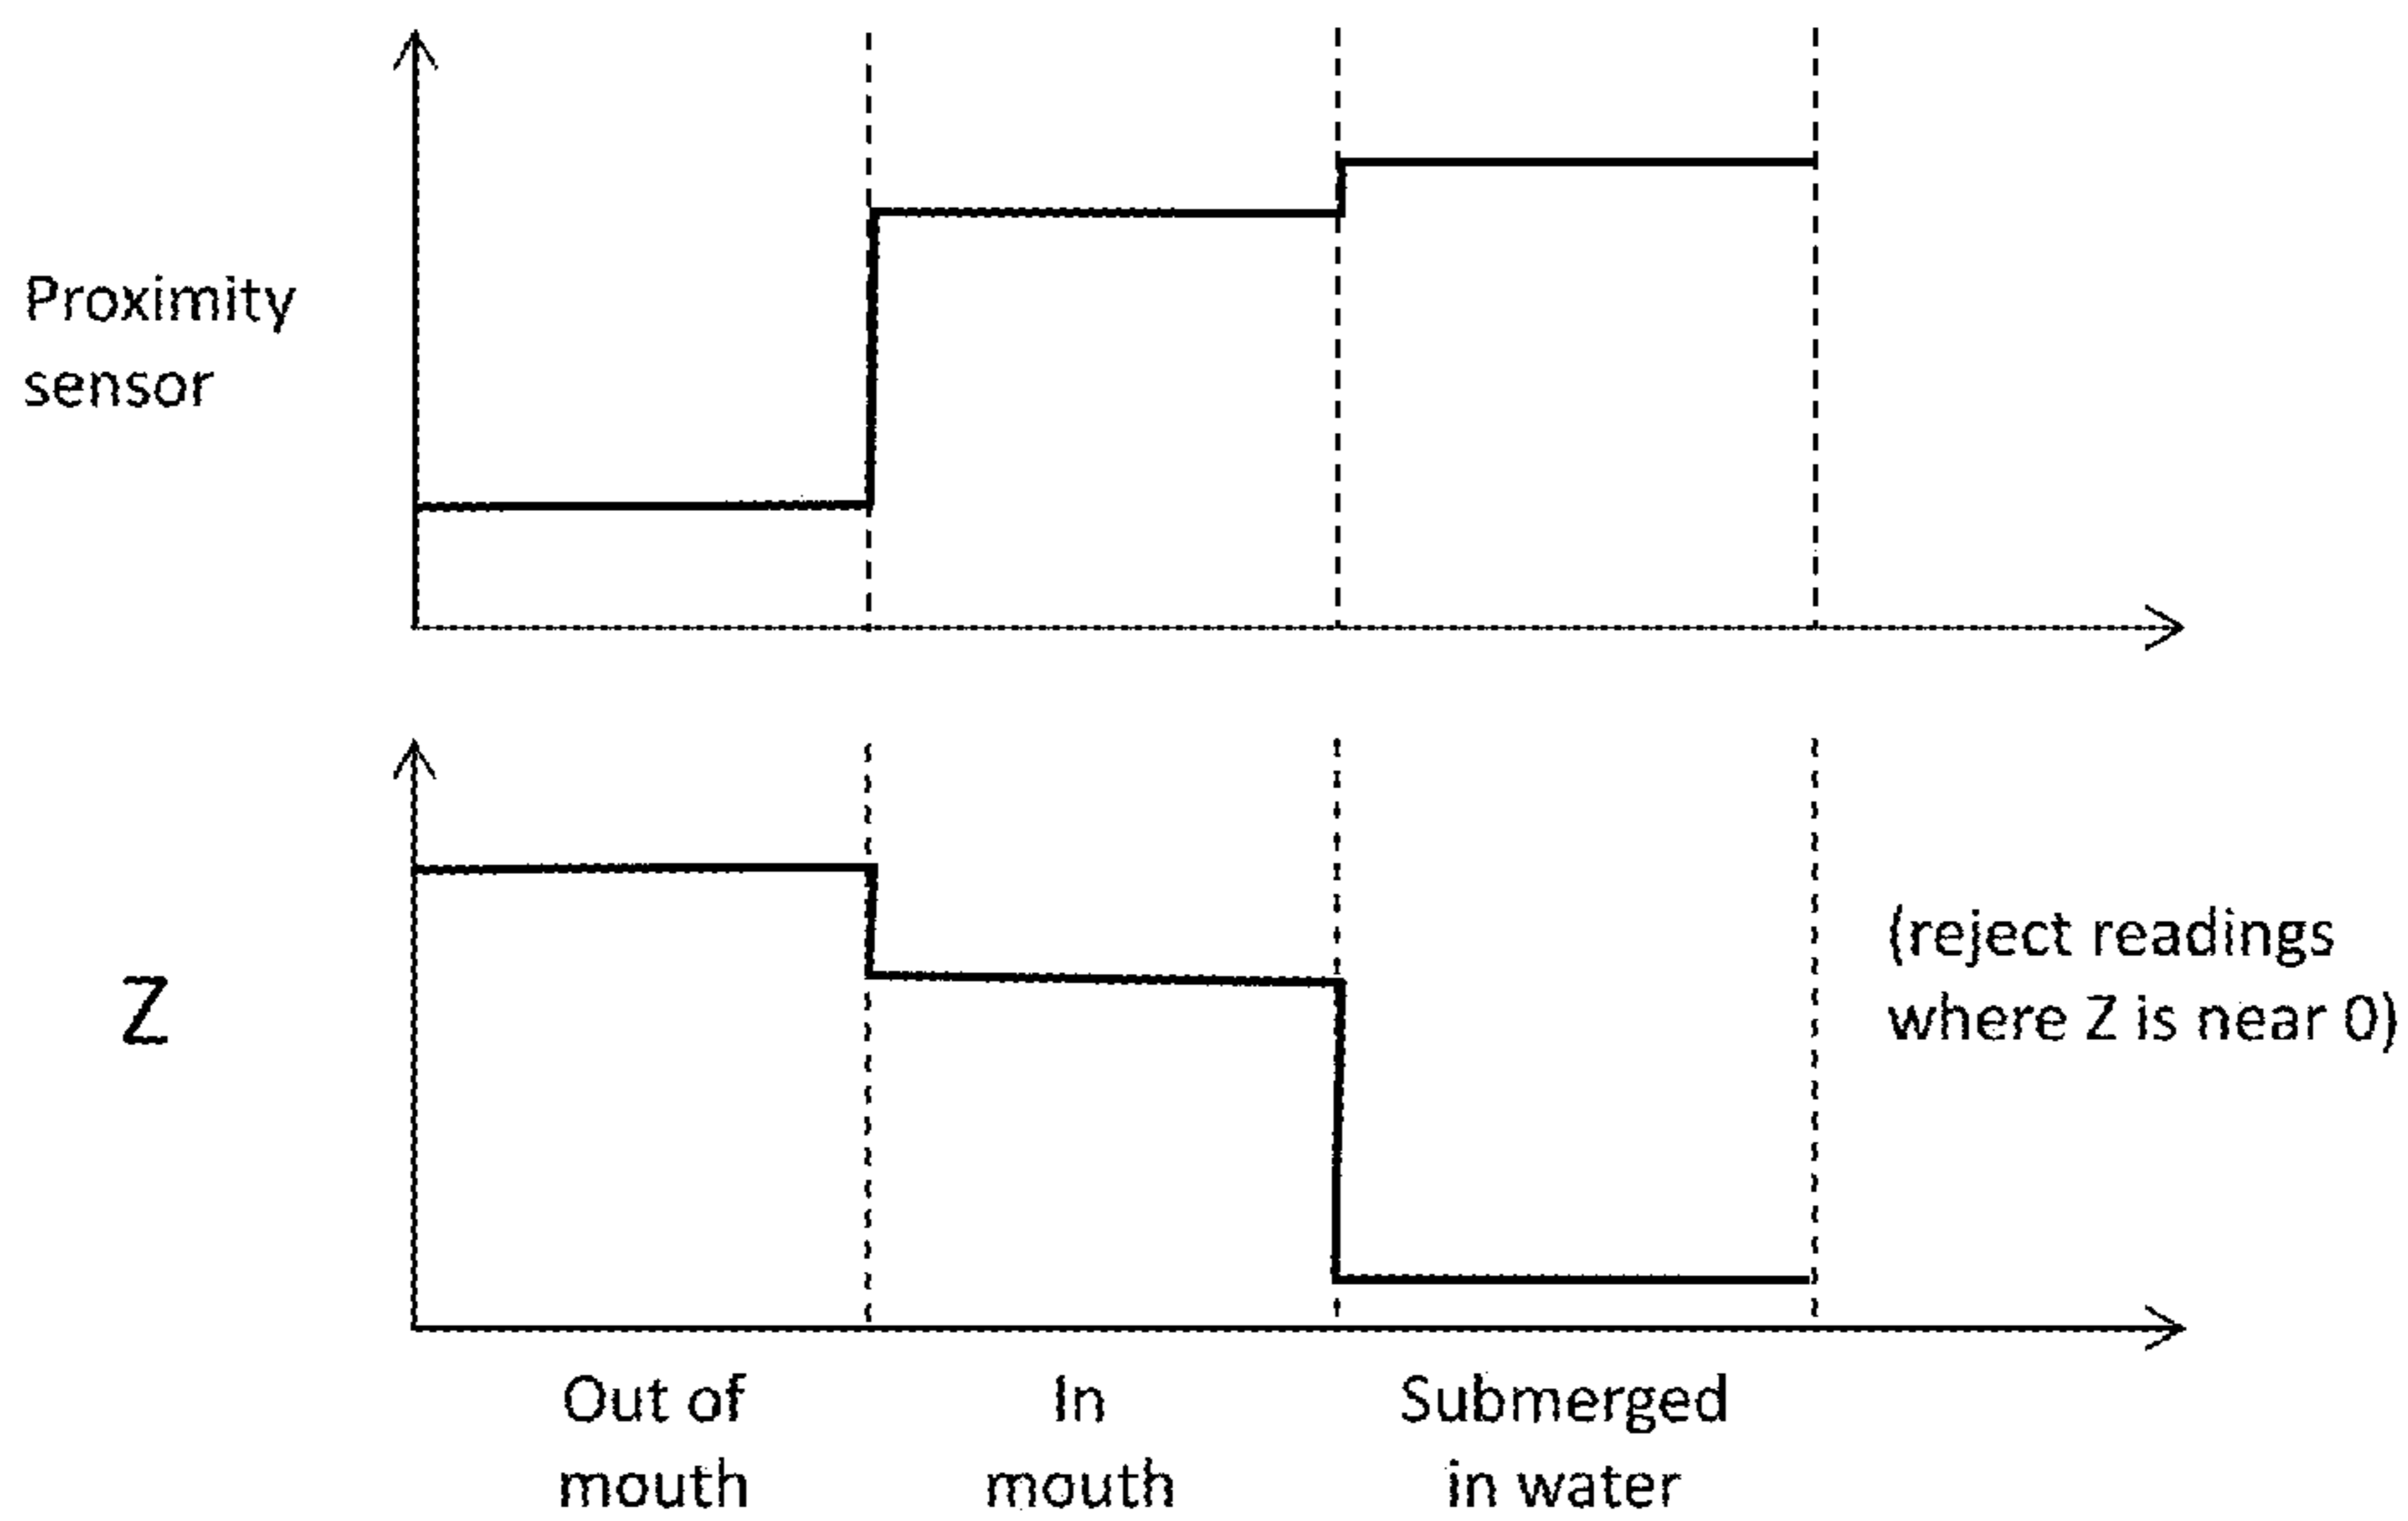 Proximity
sensor
Z
(reject readings
where Z is near 0)
Out of
mouth
In
mouth
Submerged
in water